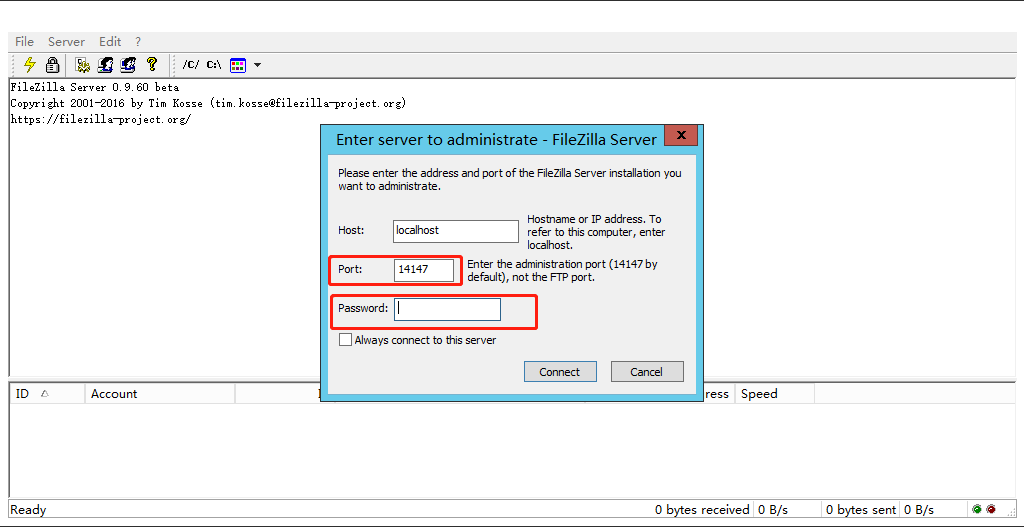 File Server Edit ?
/C/ C:\
FileZilla Server 0.9.60 beta
Copyright 2001-2016 by Tim Kosse (tim.kosse@filezilla-project.org)
https://filezilla-project.org/
Enter server to administrate - FileZilla Server
x
Please enter the address and port of the FileZilla Server installation you
want to administrate.
Host: localhost
Hostname or IP address. To
refer to this computer, enter
localhost.
Port: 14147
Enter the administration port (14147 by
default), not the FTP port.
Password:
Always connect to this server
Connect Cancel
ID Account ress Speed
Ready 0 bytes received 0 B/s 0 bytes sent 0 B/s